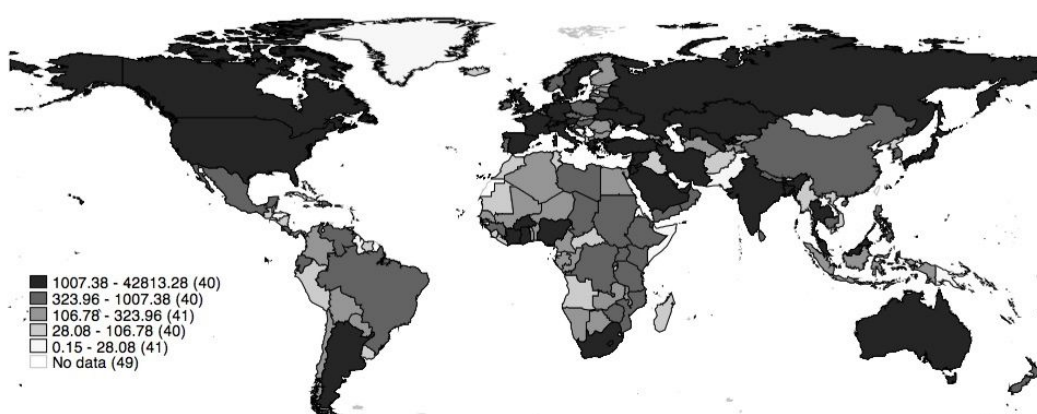 1007.38 - 42813.28 (40)
323.96 - 1007.38 (40)
106.78 - 323.96 (41)
28.08 - 106.78 (40)
0.15 - 28.08 (41)
No data (49)